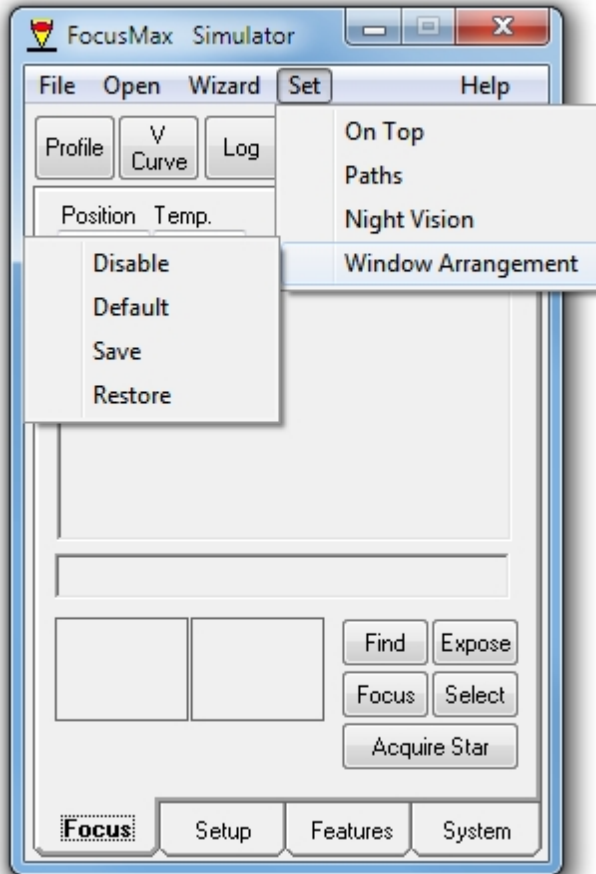 FocusMax Simulator
File Open Wizard Set Help
Profile
V Curve
Log
On Top
Paths
Night Vision
Window Arrangement
Position Temp.
Disable
Default
Save
Restore
Find Expose
Focus Select
Acquire Star
Focus Setup Features System